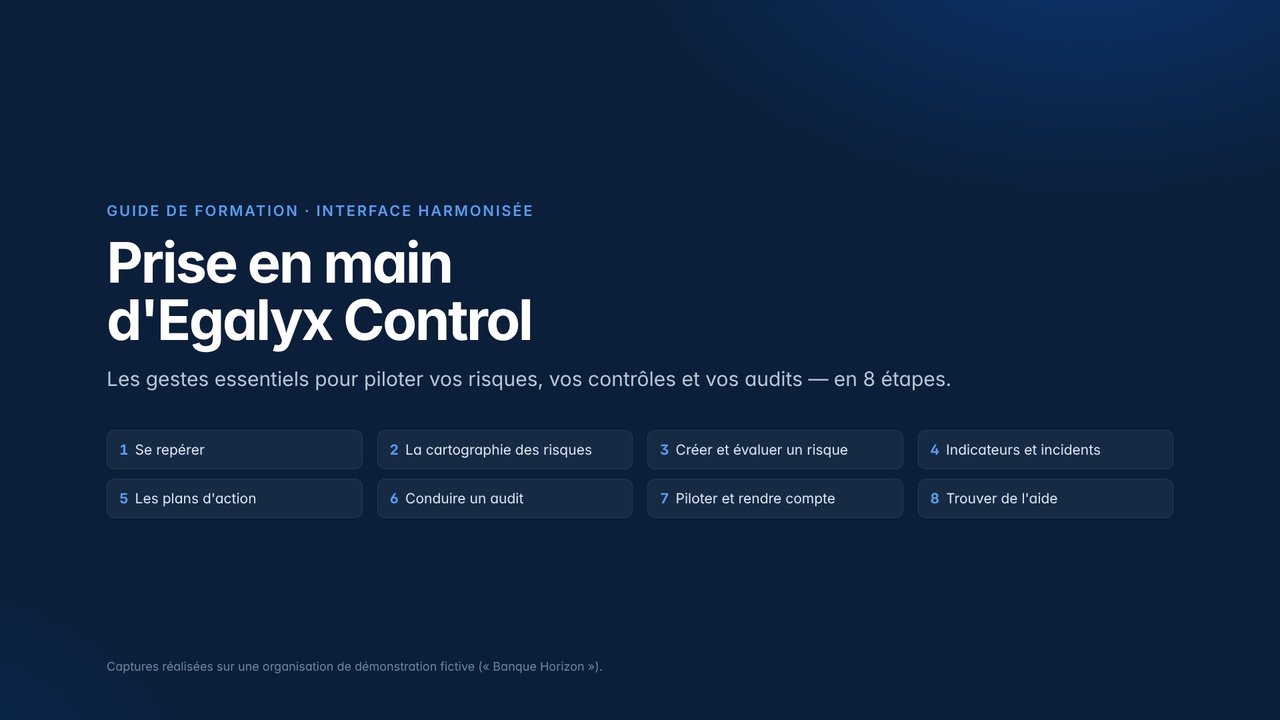 GUIDE DE FORMATION · INTERFACE HARMONISÉE
Prise en main
d'Egalyx Control
Les gestes essentiels pour piloter vos risques, vos contrôles et vos audits — en 8 étapes.
1 Se repérer
2 La cartographie des risques
3 Créer et évaluer un risque
4 Indicateurs et incidents
5 Les plans d'action
6 Conduire un audit
7 Piloter et rendre compte
8 Trouver de l'aide
Captures réalisées sur une organisation de démonstration fictive (« Banque Horizon »).